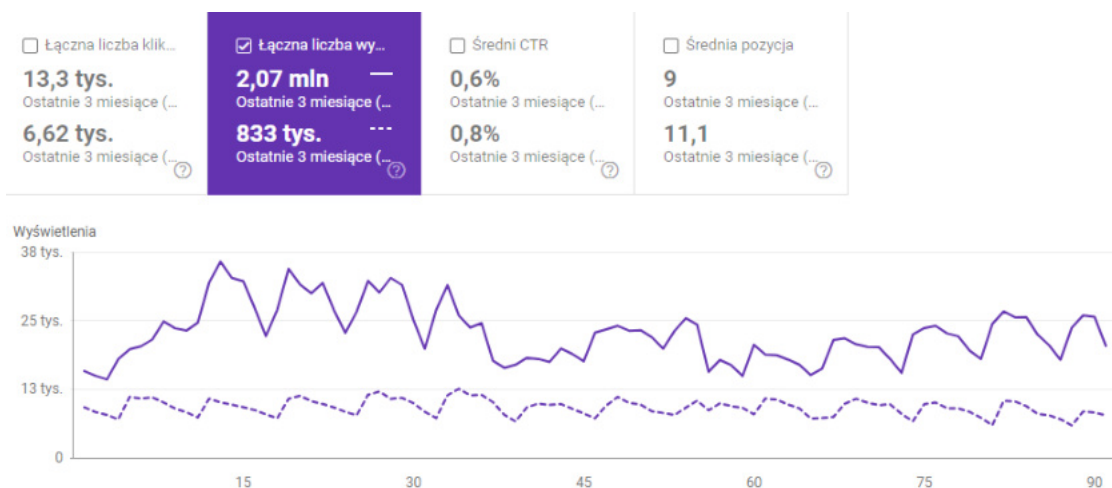 Łączna liczba klik...
13,3 tys.
Ostatnie 3 miesiące (...
6,62 tys.
Ostatnie 3 miesiące (...
Łączna liczba wy...
2,07 mln
Ostatnie 3 miesiące (...
833 tys.
Ostatnie 3 miesiące (...
Średni CTR
0,6%
Ostatnie 3 miesiące (...
0,8%
Ostatnie 3 miesiące (...
Średnia pozycja
9
Ostatnie 3 miesiące (...
11,1
Ostatnie 3 miesiące (...
Wyświetlenia
38 tys.
25 tys.
13 tys.
0
15 30 45 60 75 90